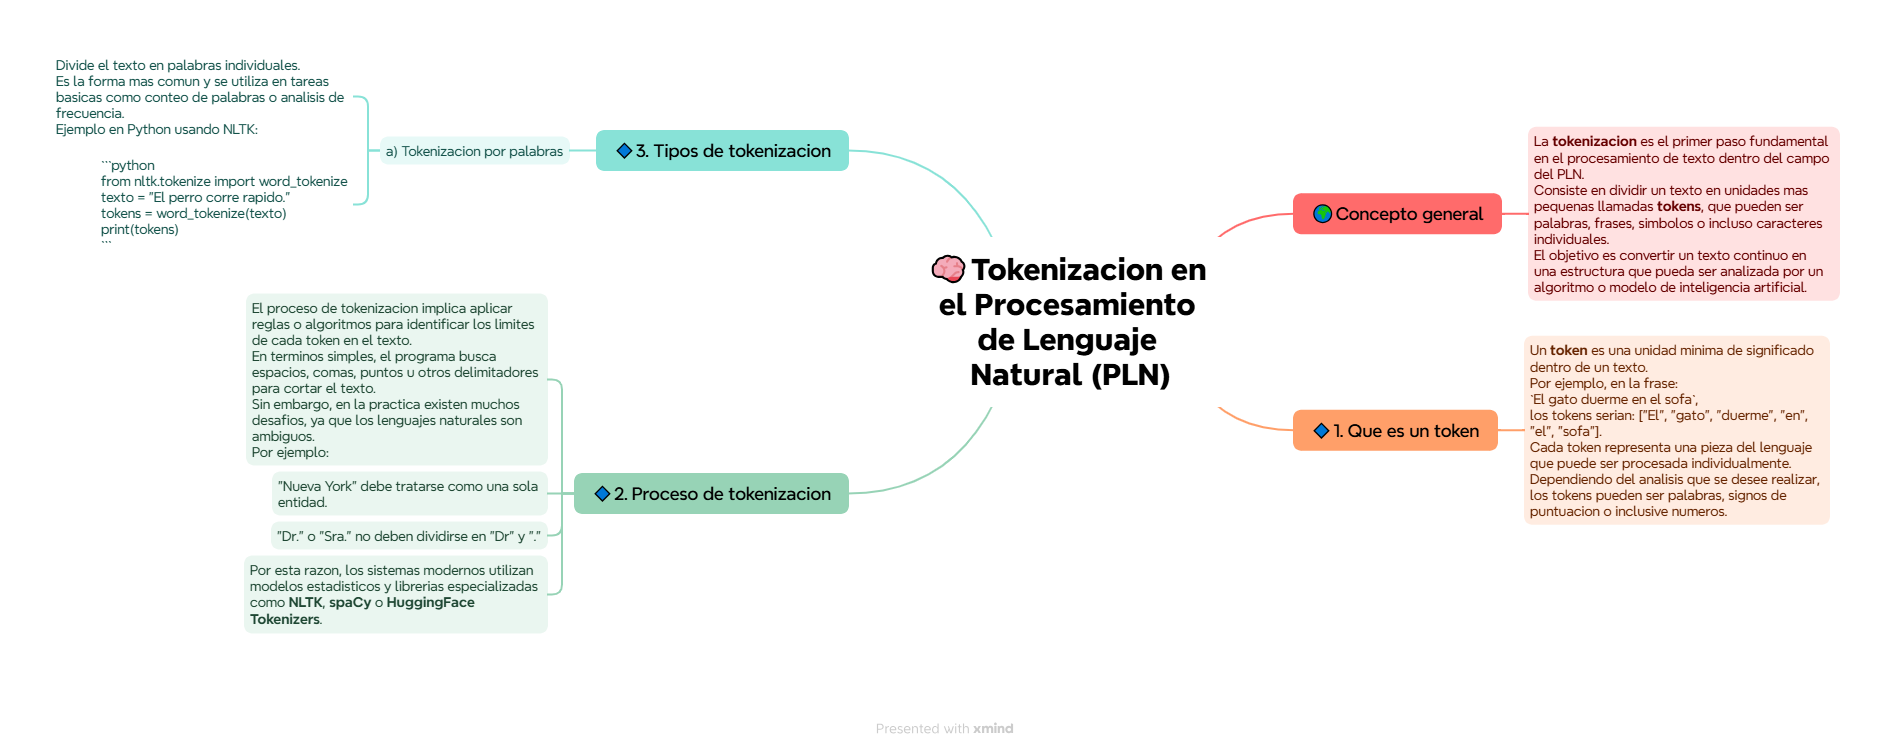 🧠 Tokenizacion en
el Procesamiento
de Lenguaje
Natural (PLN)
🌍 Concepto general
La tokenizacion es el primer paso fundamental
en el procesamiento de texto dentro del campo
del PLN.
Consiste en dividir un texto en unidades mas
pequenas llamadas tokens, que pueden ser
palabras, frases, simbolos o incluso caracteres
individuales.
El objetivo es convertir un texto continuo en
una estructura que pueda ser analizada por un
algoritmo o modelo de inteligencia artificial.
🔹 1. Que es un token
Un token es una unidad minima de significado
dentro de un texto.
Por ejemplo, en la frase:
`El gato duerme en el sofa`,
los tokens serian: ["El", "gato", "duerme", "en",
"el", "sofa"].
Cada token representa una pieza del lenguaje
que puede ser procesada individualmente.
Dependiendo del analisis que se desee realizar,
los tokens pueden ser palabras, signos de
puntuacion o inclusive numeros.
🔹 2. Proceso de tokenizacion
El proceso de tokenizacion implica aplicar
reglas o algoritmos para identificar los limites
de cada token en el texto.
En terminos simples, el programa busca
espacios, comas, puntos u otros delimitadores
para cortar el texto.
Sin embargo, en la practica existen muchos
desafios, ya que los lenguajes naturales son
ambiguos.
Por ejemplo:
"Nueva York" debe tratarse como una sola
entidad.
"Dr." o "Sra." no deben dividirse en "Dr" y "."
Por esta razon, los sistemas modernos utilizan
modelos estadisticos y librerias especializadas
como NLTK, spaCy o HuggingFace
Tokenizers.
🔹 3. Tipos de tokenizacion
a) Tokenizacion por palabras
Divide el texto en palabras individuales.
Es la forma mas comun y se utiliza en tareas
basicas como conteo de palabras o analisis de
frecuencia.
Ejemplo en Python usando NLTK:
```python
from nltk.tokenize import word_tokenize
texto = "El perro corre rapido."
tokens = word_tokenize(texto)
print(tokens)
```
Presented with xmind